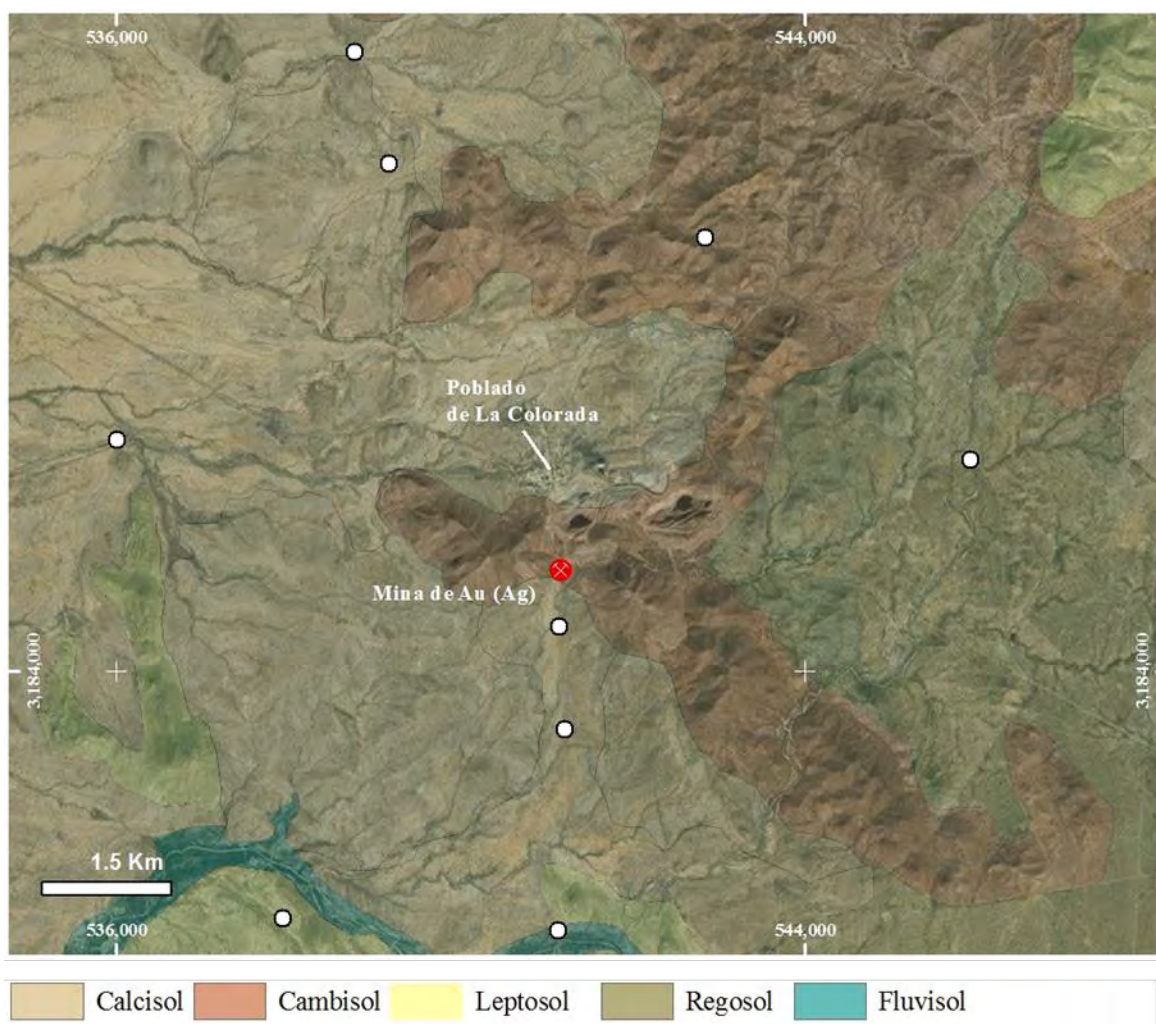 536,000
544,000
Poblado
de La Colorada
Mina de Au (Ag)
3,184,000
3,184,000
1.5 Km
536,000
544,000
Calcisol
Cambisol
Leptosol
Regosol
Fluvisol